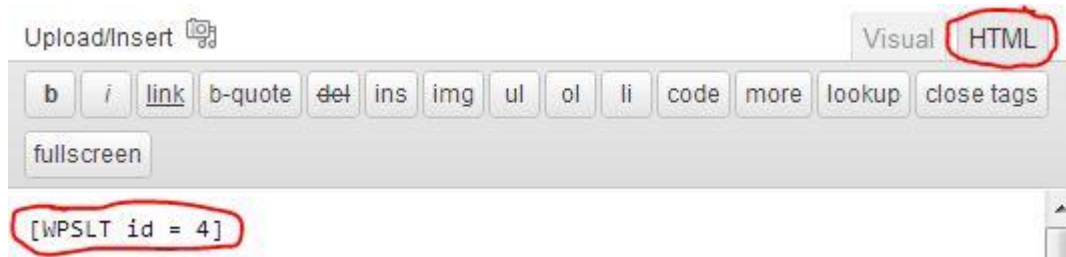 Upload/Insert Visual HTML
b i link b-quote del ins img ul ol li code more lookup close tags
fullscreen
[WPSLT id = 4]